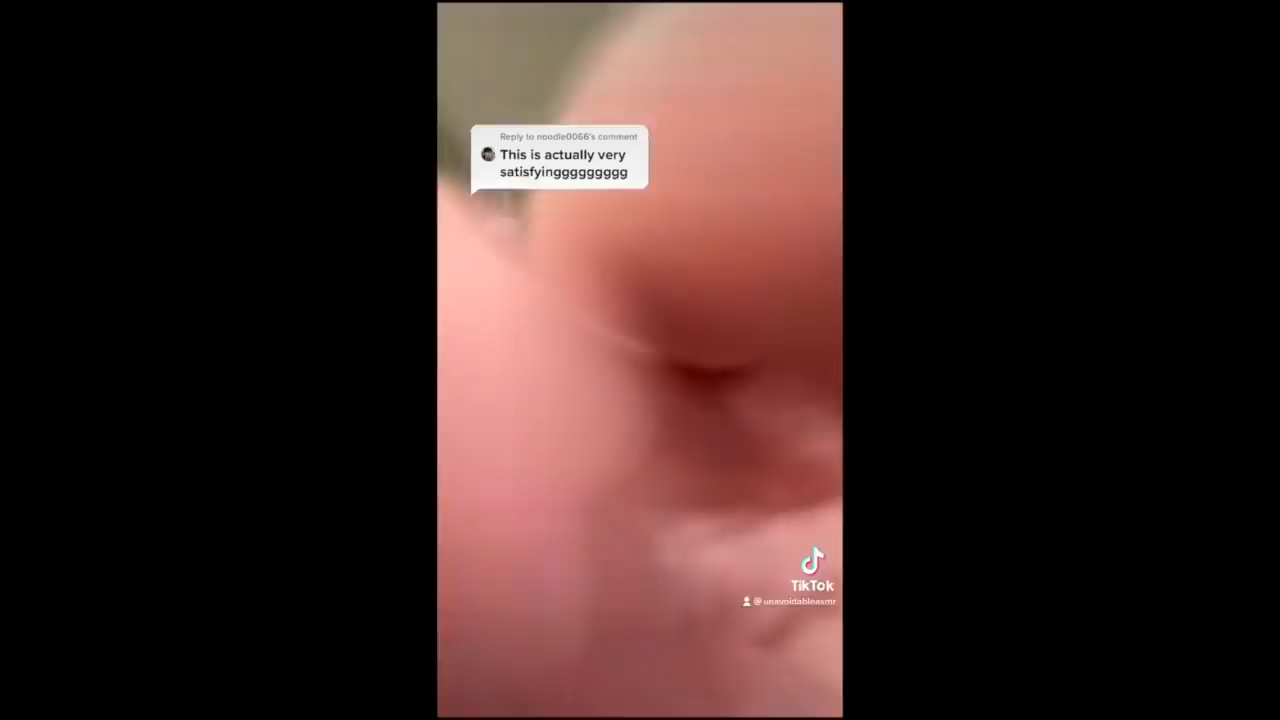 Reply to noodle0066's comment
This is actually very
satisfyinggggggggg
TikTok
@unavoidableasmr